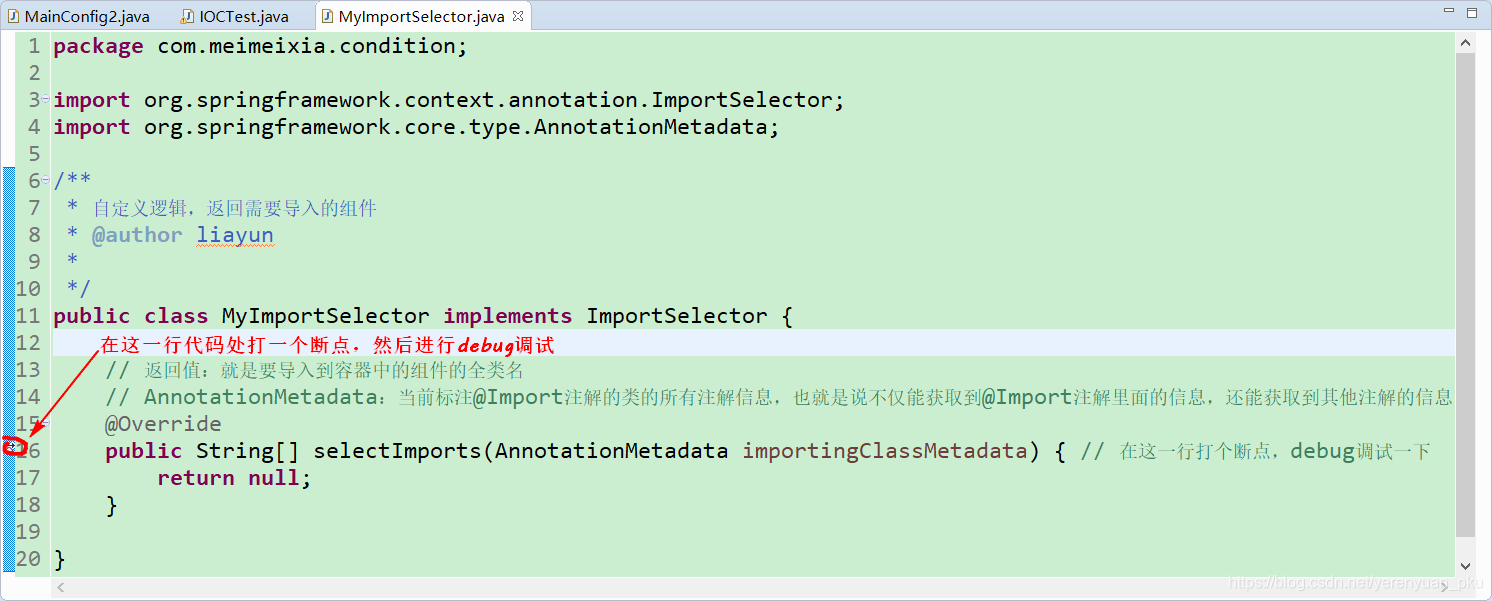 MainConfig2.java IOCTest.java MyImportSelector.java
1 package com.meimeixia.condition;
2
3 import org.springframework.context.annotation.ImportSelector;
4 import org.springframework.core.type.AnnotationMetadata;
5
6 /**
7 * 自定义逻辑，返回需要导入的组件
8 * @author liayun
9 *
10 */
11 public class MyImportSelector implements ImportSelector {
12 在这一行代码处打一个断点，然后进行debug调试
13 // 返回值：就是要导入到容器中的组件的全类名
14 // AnnotationMetadata：当前标注@Import注解的类的所有注解信息，也就是说不仅能获取到@Import注解里面的信息，还能获取到其他注解的信息
15 @Override
16 public String[] selectImports(AnnotationMetadata importingClassMetadata) { // 在这一行打个断点，debug调试一下
17 return null;
18 }
19
20 }
https://blog.csdn.net/yerenyuan_pku